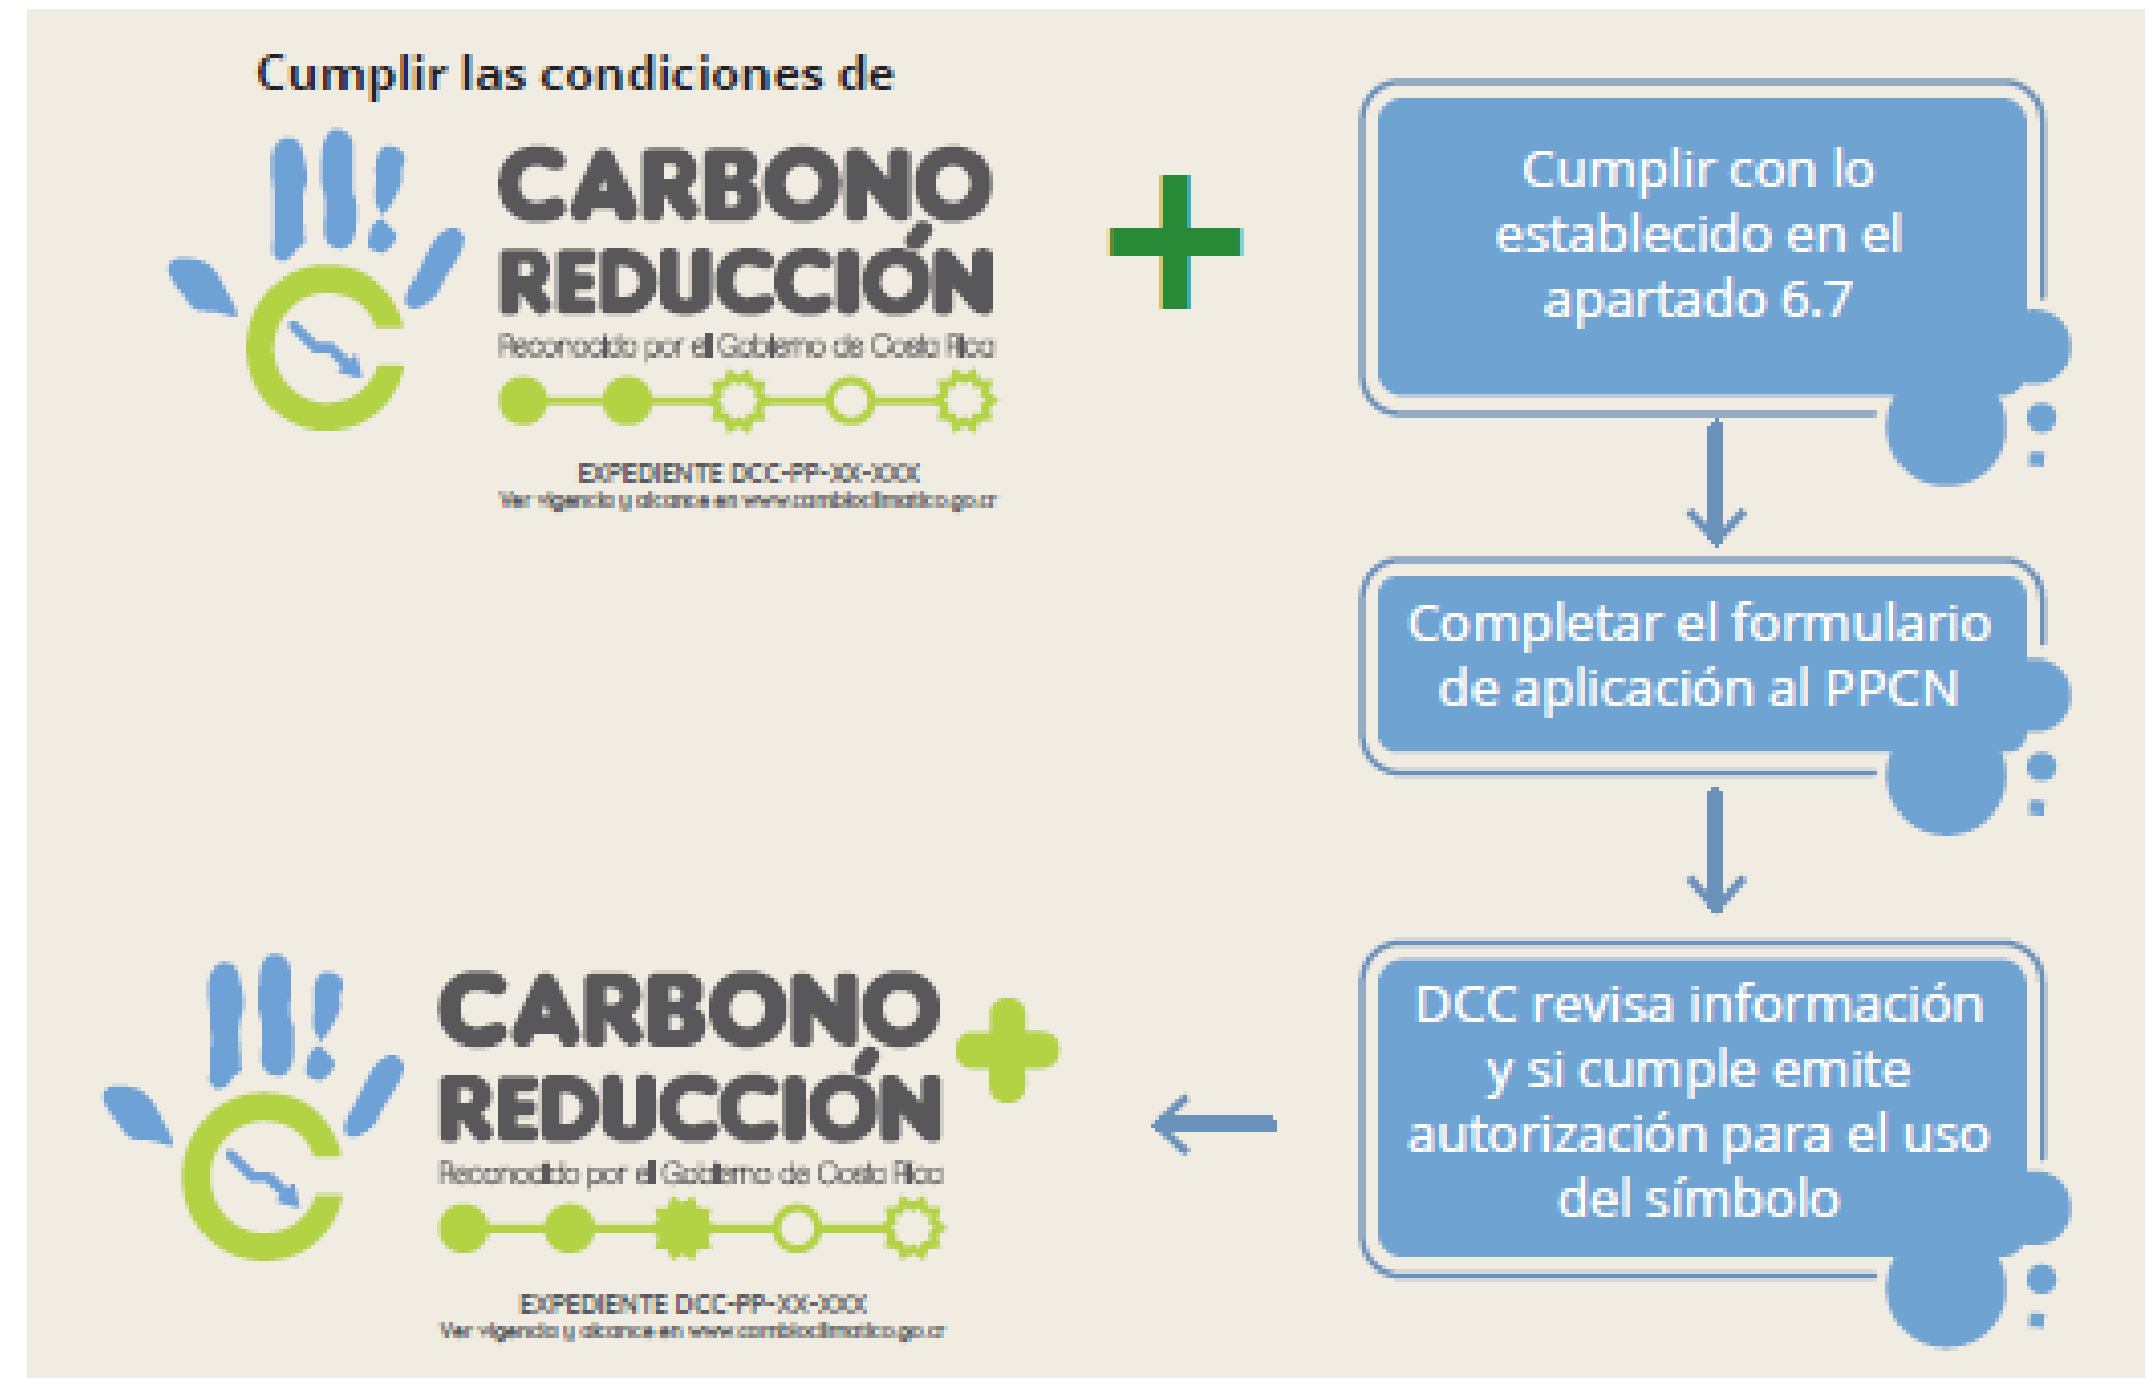 Cumplir las condiciones de
CARBONO
REDUCCIÓN
Reconocido por el Gobierno de Costa Rica
EXPEDIENTE DCC-PP-XX-XXX
Ver vigencia y alcance en www.cambioclimatico.go.cr
Cumplir con lo
establecido en el
apartado 6.7
Completar el formulario
de aplicación al PPCN
DCC revisa información
y si cumple emite
autorización para el uso
del símbolo
CARBONO
REDUCCIÓN
Reconocido por el Gobierno de Costa Rica
EXPEDIENTE DCC-PP-XX-XXX
Ver vigencia y alcance en www.cambioclimatico.go.cr